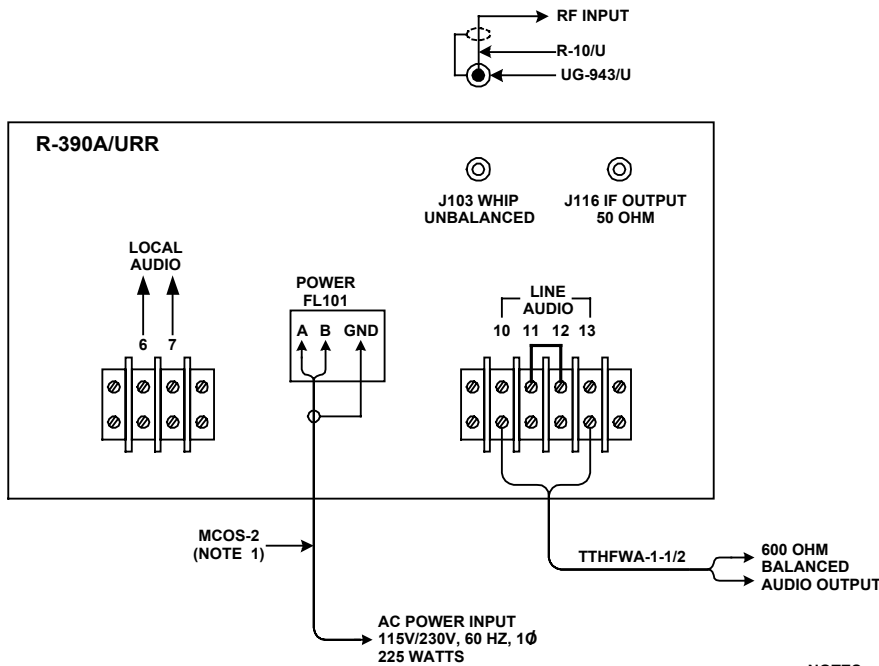 RF INPUT
R-10/U
UG-943/U
R-390A/URR
J103 WHIP
UNBALANCED
J116 IF OUTPUT
50 OHM
LOCAL
AUDIO
6 7
POWER
FL101
A B GND
LINE
AUDIO
10 11 12 13
MCOS-2
(NOTE 1)
TTHFWA-1-1/2
600 OHM
BALANCED
AUDIO OUTPUT
AC POWER INPUT
115V/230V, 60 HZ, 1Ø
225 WATTS